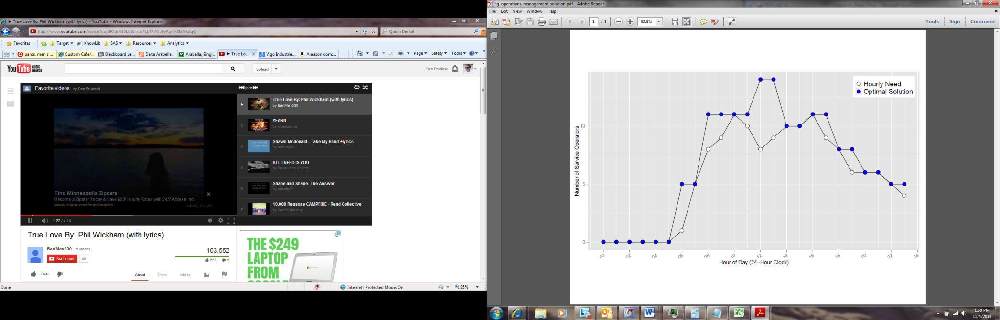 True Love By: Phil Wickham (with lyrics) - YouTube - Windows Internet Explorer
http://www.youtube.com/watch?v=jG95dcV15LU&list=FLjJ77VOo9yRphI-ZkkYkdqQ
Quinn Dental
Favorites Target KnowLib SAS Resources Analytics
pants, men's ... Custom Cafe/... Blackboard Le... Delta Arabella... Arabella, Singl... True Lo... Vigo Industrie... Amazon.com:...
Page Safety Tools
YouTube MUSIC AWARDS
Upload
Dan Prusinski
Favorite videos by Dan Prusinski
2/76
True Love By: Phil Wickham (with lyrics)
by BartMan530
3
YEARN
by elpescatore
4
Shawn Mcdonald - Take My Hand +lyrics
by akeblayss
5
ALL I NEED IS YOU
by Revolution Church
6
Shane and Shane- The Answer
by timkatty27
7
10,000 Reasons CAMPFIRE - Rend Collective
by RendCollective
Find Minneapolis Zipcars
Become a Zipster Today & Save $25! Hourly Rates with 24/7 Access Incl.
www.zipcar.com/minneapolis
Ads by Google
1:22 / 4:14
True Love By: Phil Wickham (with lyrics)
BartMan530 · 6 videos
Subscribe 35
103,552
552 6
Like
About Share Add to
THE $249
LAPTOP
FROM
GOOGLE
chrome
Done
Internet | Protected Mode: On
95%
fig_operations_management_solution.pdf - Adobe Reader
File Edit View Window Help
1 / 1
82.6%
Tools Sign Comment
Hourly Need
Optimal Solution
Number of Service Operators
10
5
0
00 02 04 06 08 10 12 14 16 18 20 22 24
Hour of Day (24-Hour Clock)
1:50 PM
11/4/2013